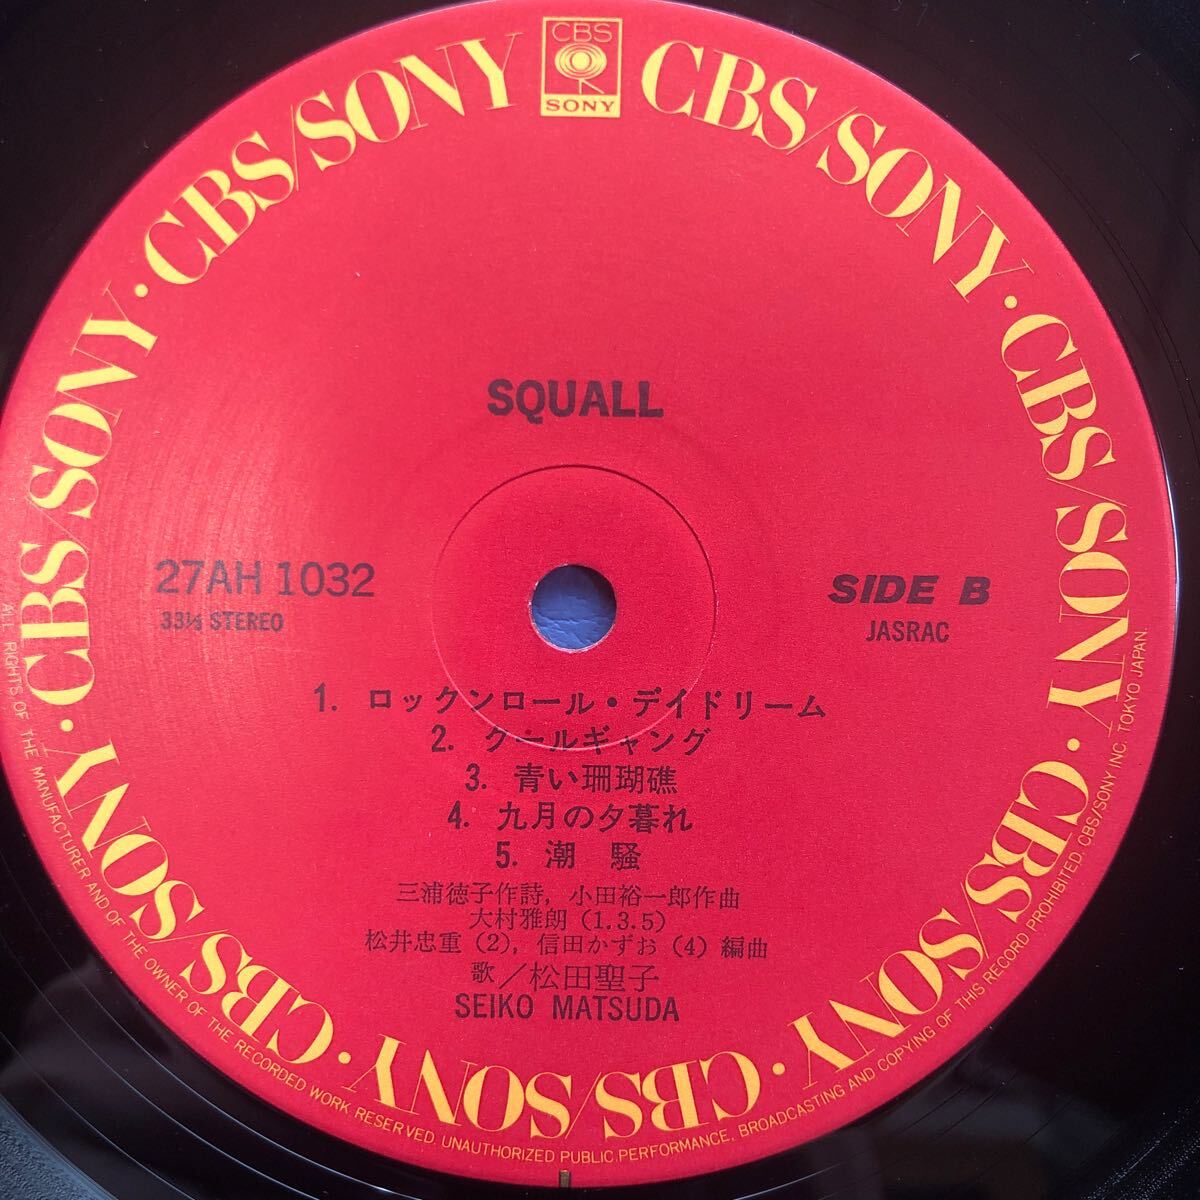 CBS
SONY
CBS/SONY · CBS/SONY · CBS/SONY · CBS/SONY · CBS/SONY · CBS/SONY · CBS/SONY · CBS/SONY
SQUALL
27AH 1032
33⅓ STEREO
SIDE B
JASRAC
1. ロックンロール・デイドリーム
2. クールギャング
3. 青い珊瑚礁
4. 九月の夕暮れ
5. 潮 騒
三浦徳子作詩, 小田裕一郎作曲
大村雅朗 (1.3.5)
松井忠重 (2), 信田かずお (4) 編曲
歌／松田聖子
SEIKO MATSUDA
ALL RIGHTS OF THE MANUFACTURER AND OF THE OWNER OF THE RECORDED WORK RESERVED. UNAUTHORIZED PUBLIC PERFORMANCE, BROADCASTING AND COPYING OF THIS RECORD PROHIBITED. CBS/SONY INC. TOKYO JAPAN.